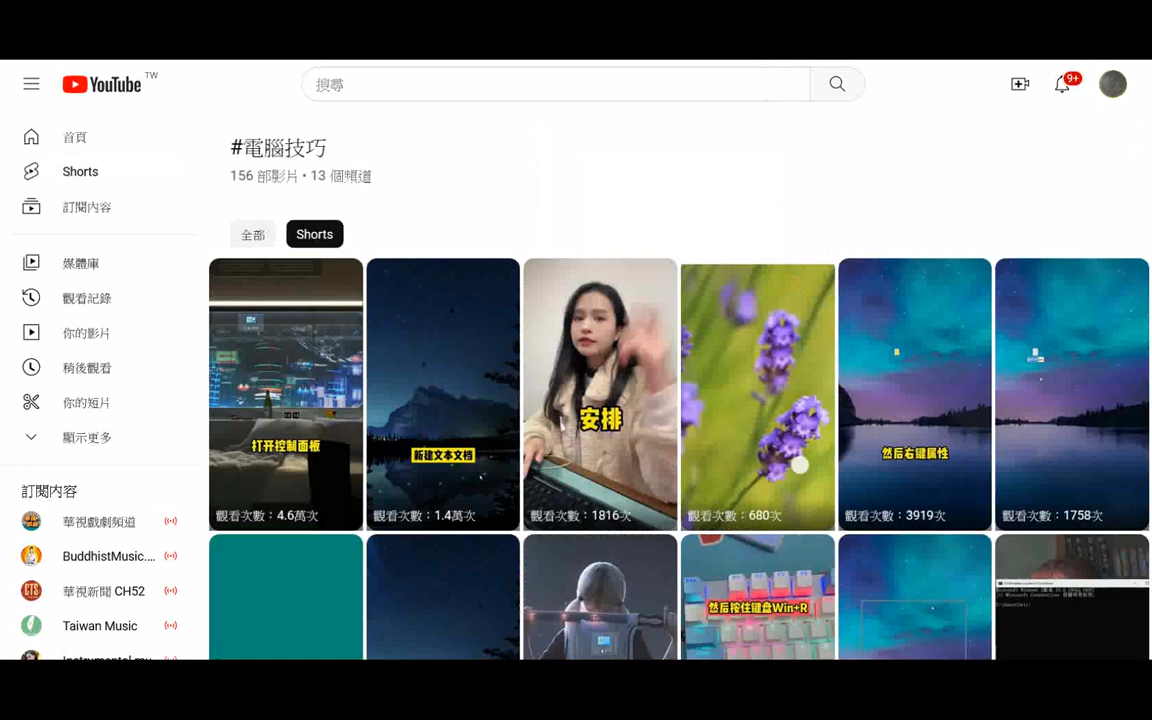 YouTube TW
搜尋
9+
首頁
Shorts
訂閱內容
媒體庫
觀看記錄
你的影片
稍後觀看
你的短片
顯示更多
訂閱內容
華視戲劇頻道
BuddhistMusic....
華視新聞 CH52
Taiwan Music
#電腦技巧
156 部影片 • 13 個頻道
全部
Shorts
打开控制面板
觀看次數：4.6萬次
新建文本文档
觀看次數：1.4萬次
安排
觀看次數：1816次
觀看次數：680次
然后右键属性
觀看次數：3919次
觀看次數：1758次
然后按住键盘Win+R